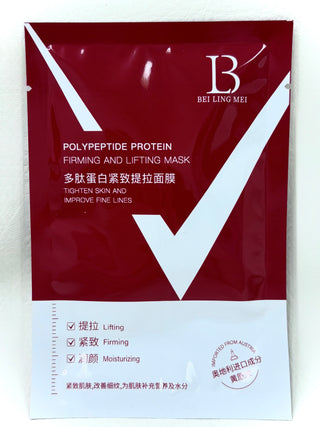 LB
BEI LING MEI
POLYPEPTIDE PROTEIN
FIRMING AND LIFTING MASK
多肽蛋白紧致提拉面膜
TIGHTEN SKIN AND
IMPROVE FINE LINES
提拉 Lifting
紧致 Firming
润颜 Moisturizing
IMPORTED FROM AUSTRIA
奥地利进口成分
紧致肌肤,改善细纹,为肌肤补充营养及水分